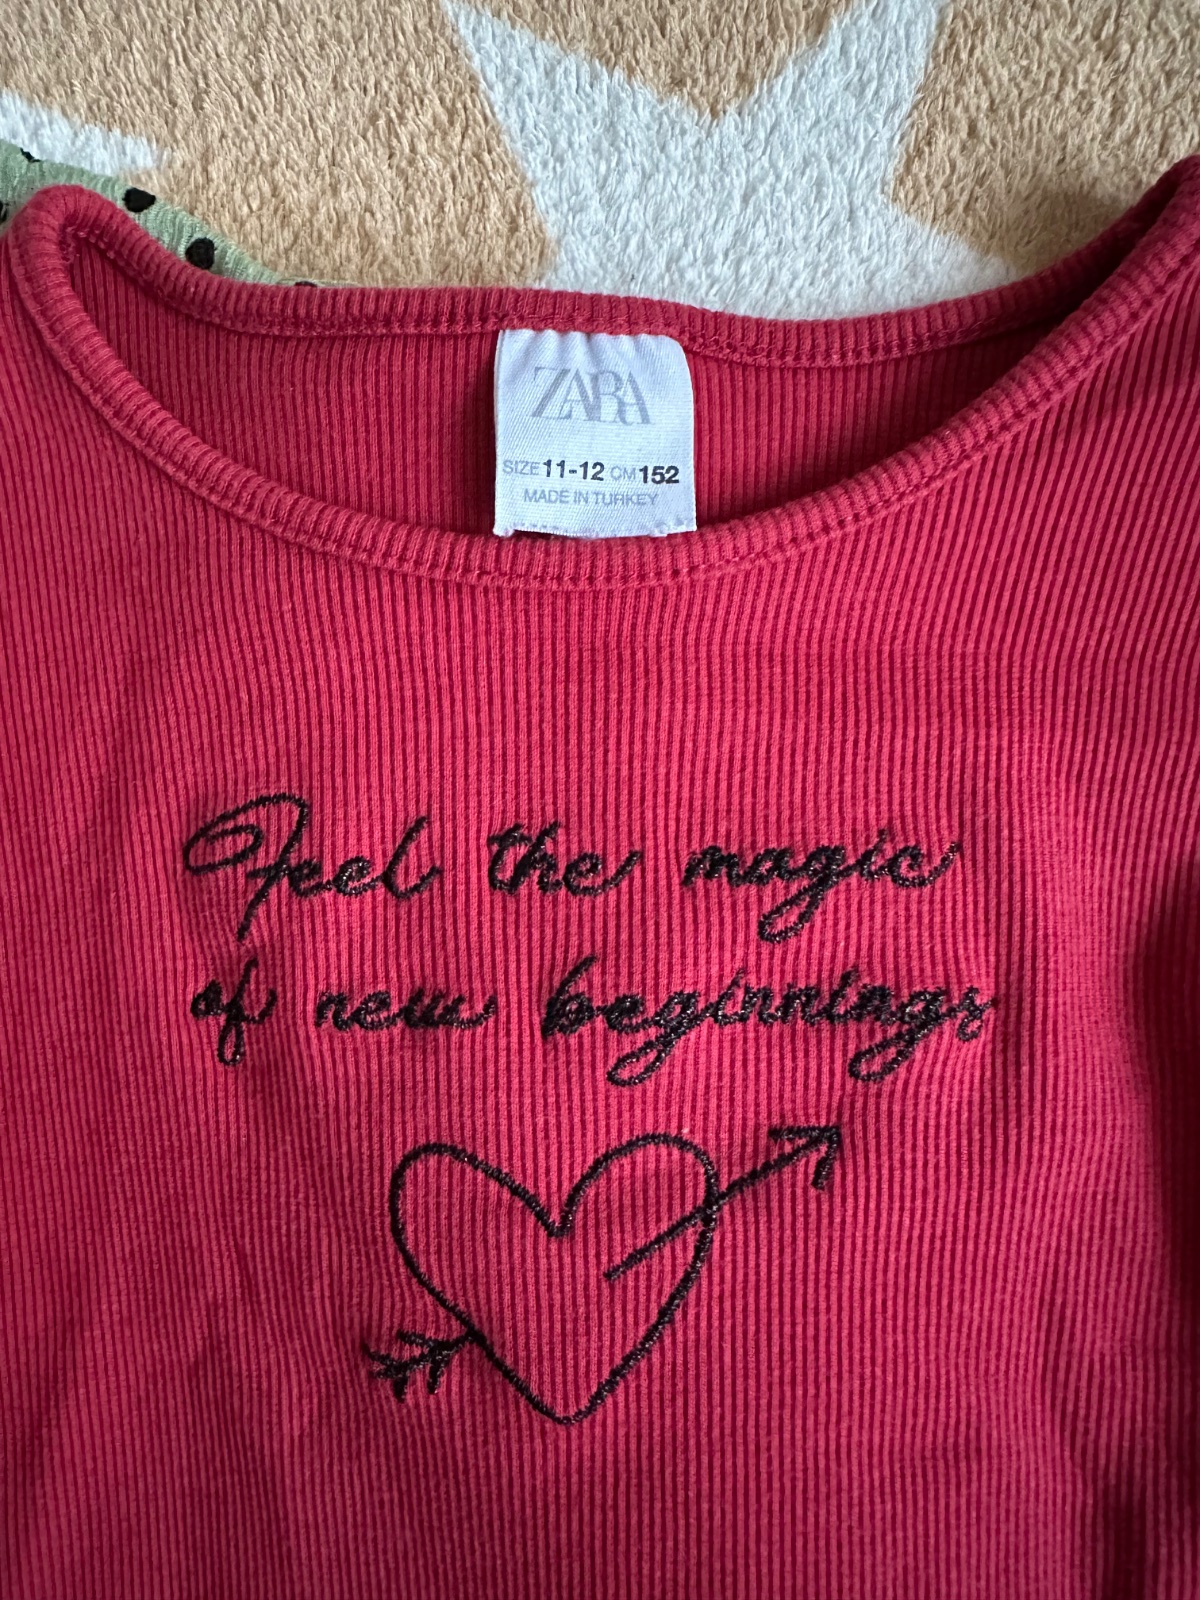 ZARA
SIZE 11-12 CM 152
MADE IN TURKEY
Feel the magic
of new beginnings